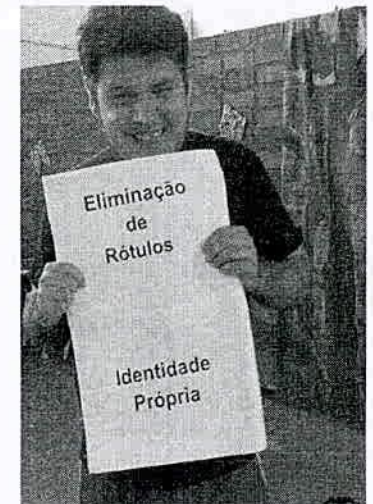 Eliminação
de
Rótulos
Identidade
Própria